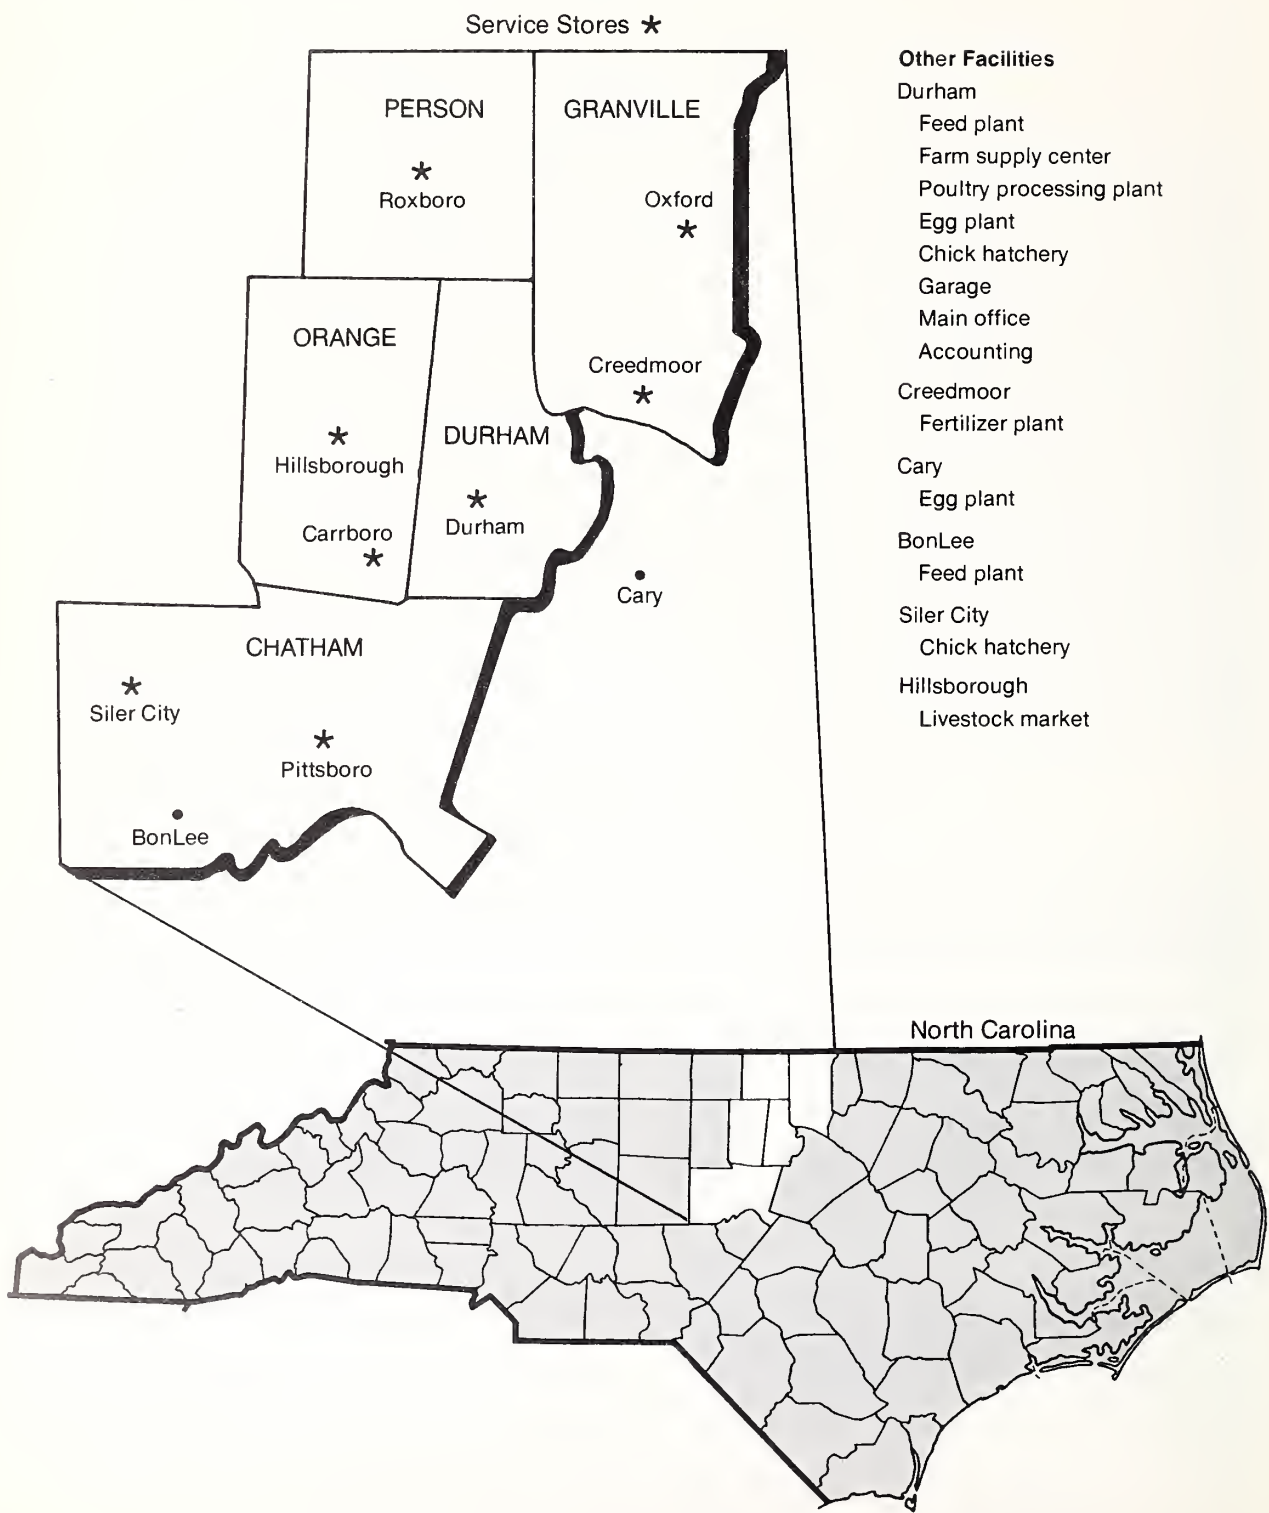 Service Stores *
PERSON
GRANVILLE
Roxboro
Oxford
ORANGE
Creedmoor
DURHAM
Hillsborough
Durham
Carrboro
Cary
CHATHAM
Siler City
Pittsboro
BonLee
Other Facilities
Durham
Feed plant
Farm supply center
Poultry processing plant
Egg plant
Chick hatchery
Garage
Main office
Accounting
Creedmoor
Fertilizer plant
Cary
Egg plant
BonLee
Feed plant
Siler City
Chick hatchery
Hillsborough
Livestock market
North Carolina